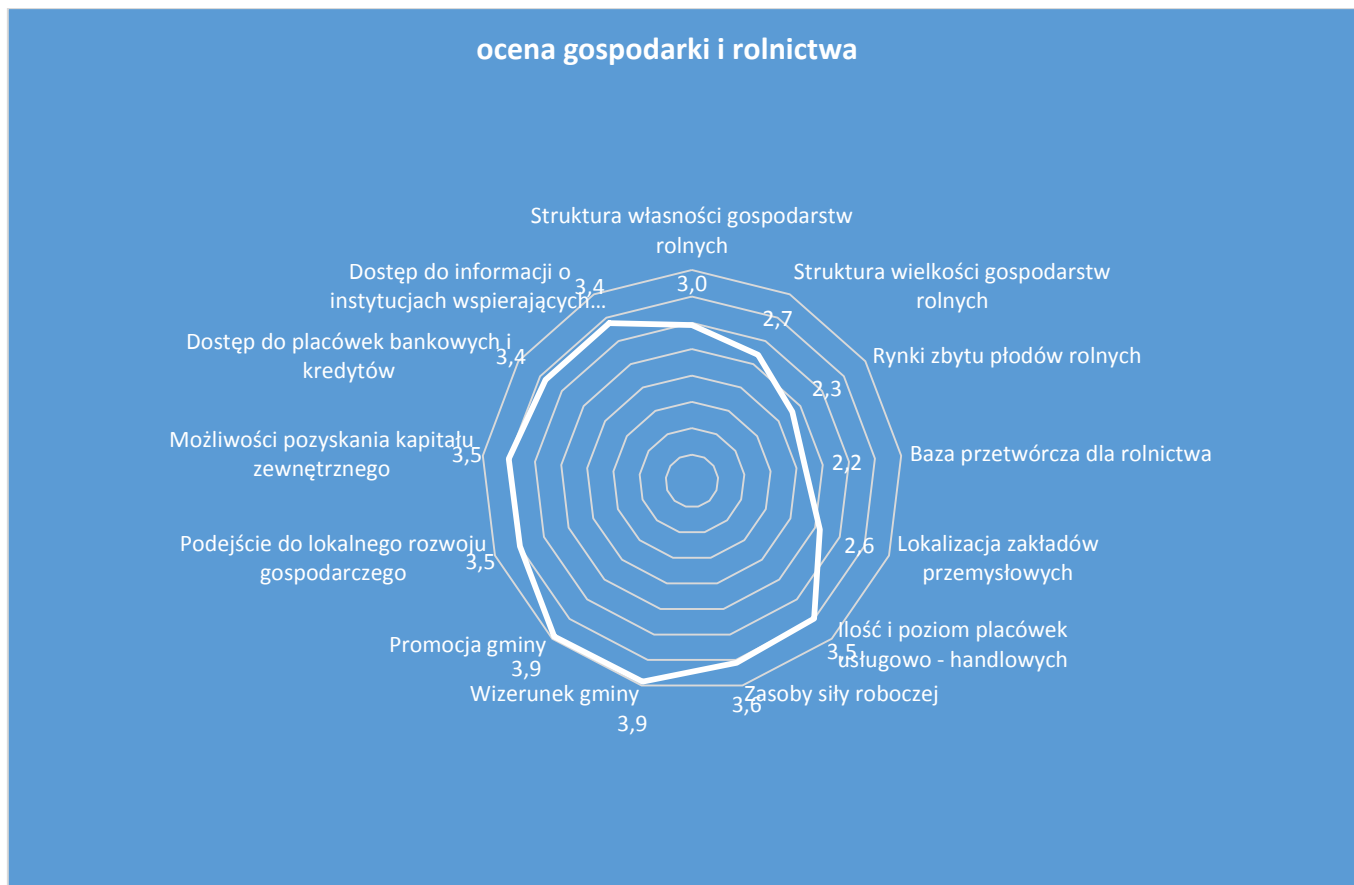 ocena gospodarki i rolnictwa
Struktura własności gospodarstw
rolnych
3,0
Struktura wielkości gospodarstw
rolnych
2,7
Rynki zbytu płodów rolnych
2,3
Baza przetwórcza dla rolnictwa
2,2
Lokalizacja zakładów
przemysłowych
2,6
Ilość i poziom placówek
usługowo - handlowych
3,5
Zasoby siły roboczej
3,6
Wizerunek gminy
3,9
Promocja gminy
3,9
Podejście do lokalnego rozwoju
gospodarczego
3,5
Możliwości pozyskania kapitału
zewnętrznego
3,5
Dostęp do placówek bankowych i
kredytów
3,4
Dostęp do informacji o
instytucjach wspierających…
3,4